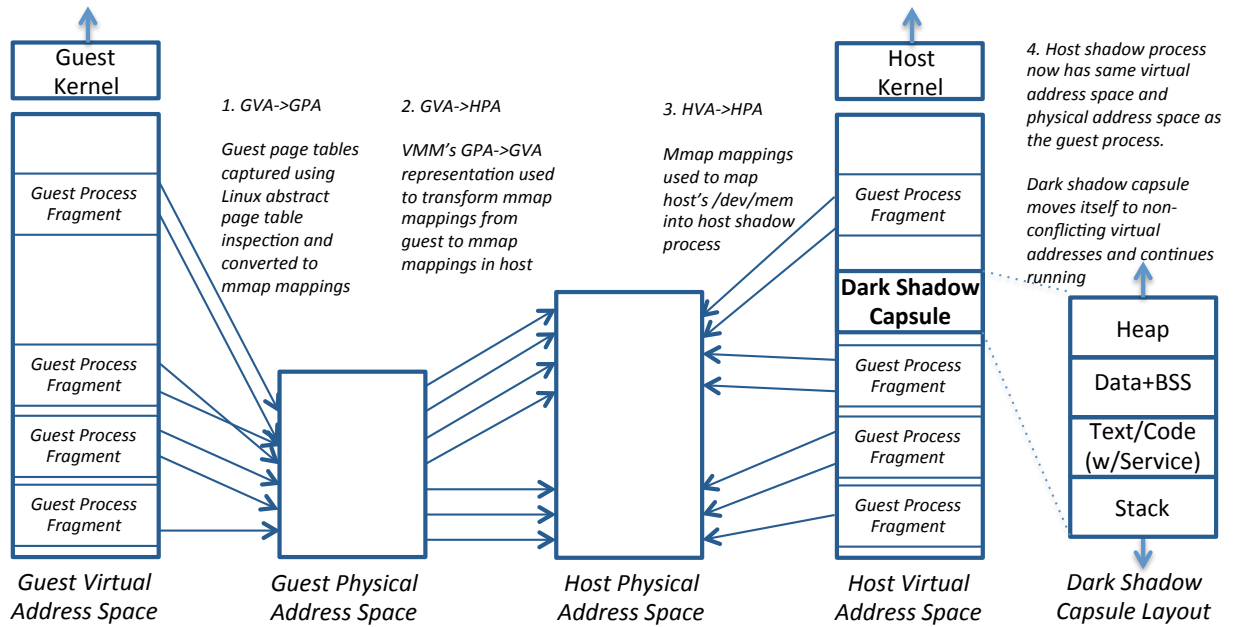 Guest
Kernel
Guest Process
Fragment
Guest Process
Fragment
Guest Process
Fragment
Guest Process
Fragment
Guest Virtual
Address Space
1. GVA->GPA
Guest page tables
captured using
Linux abstract
page table
inspection and
converted to
mmap mappings
Guest Physical
Address Space
2. GVA->HPA
VMM's GPA->GVA
representation used
to transform mmap
mappings from
guest to mmap
mappings in host
Host Physical
Address Space
3. HVA->HPA
Mmap mappings
used to map
host's /dev/mem
into host shadow
process
Host
Kernel
Guest Process
Fragment
Dark Shadow
Capsule
Guest Process
Fragment
Guest Process
Fragment
Guest Process
Fragment
Host Virtual
Address Space
4. Host shadow process
now has same virtual
address space and
physical address space as
the guest process.
Dark shadow capsule
moves itself to non-
conflicting virtual
addresses and continues
running
Heap
Data+BSS
Text/Code
(w/Service)
Stack
Dark Shadow
Capsule Layout